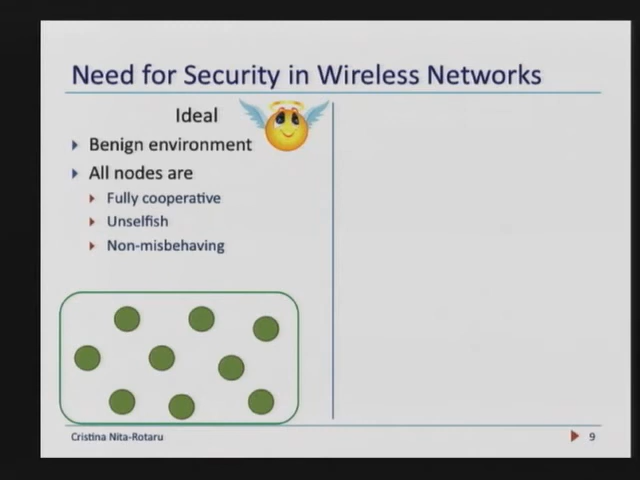 Need for Security in Wireless Networks
Ideal
Benign environment
All nodes are
Fully cooperative
Unselfish
Non-misbehaving
Cristina Nita-Rotaru
9